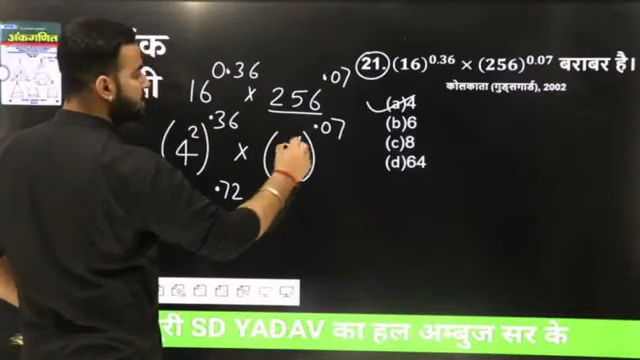 अंकगणित
क
ी
16^0.36 × 256^.07
(4^2)^.36 × ( )^.07
.72
21. (16)^0.36 × (256)^0.07 बराबर है।
कोलकाता (गुड्सगार्ड), 2002
(a)4
(b)6
(c)8
(d)64
री SD YADAV का हल अम्बुज सर के